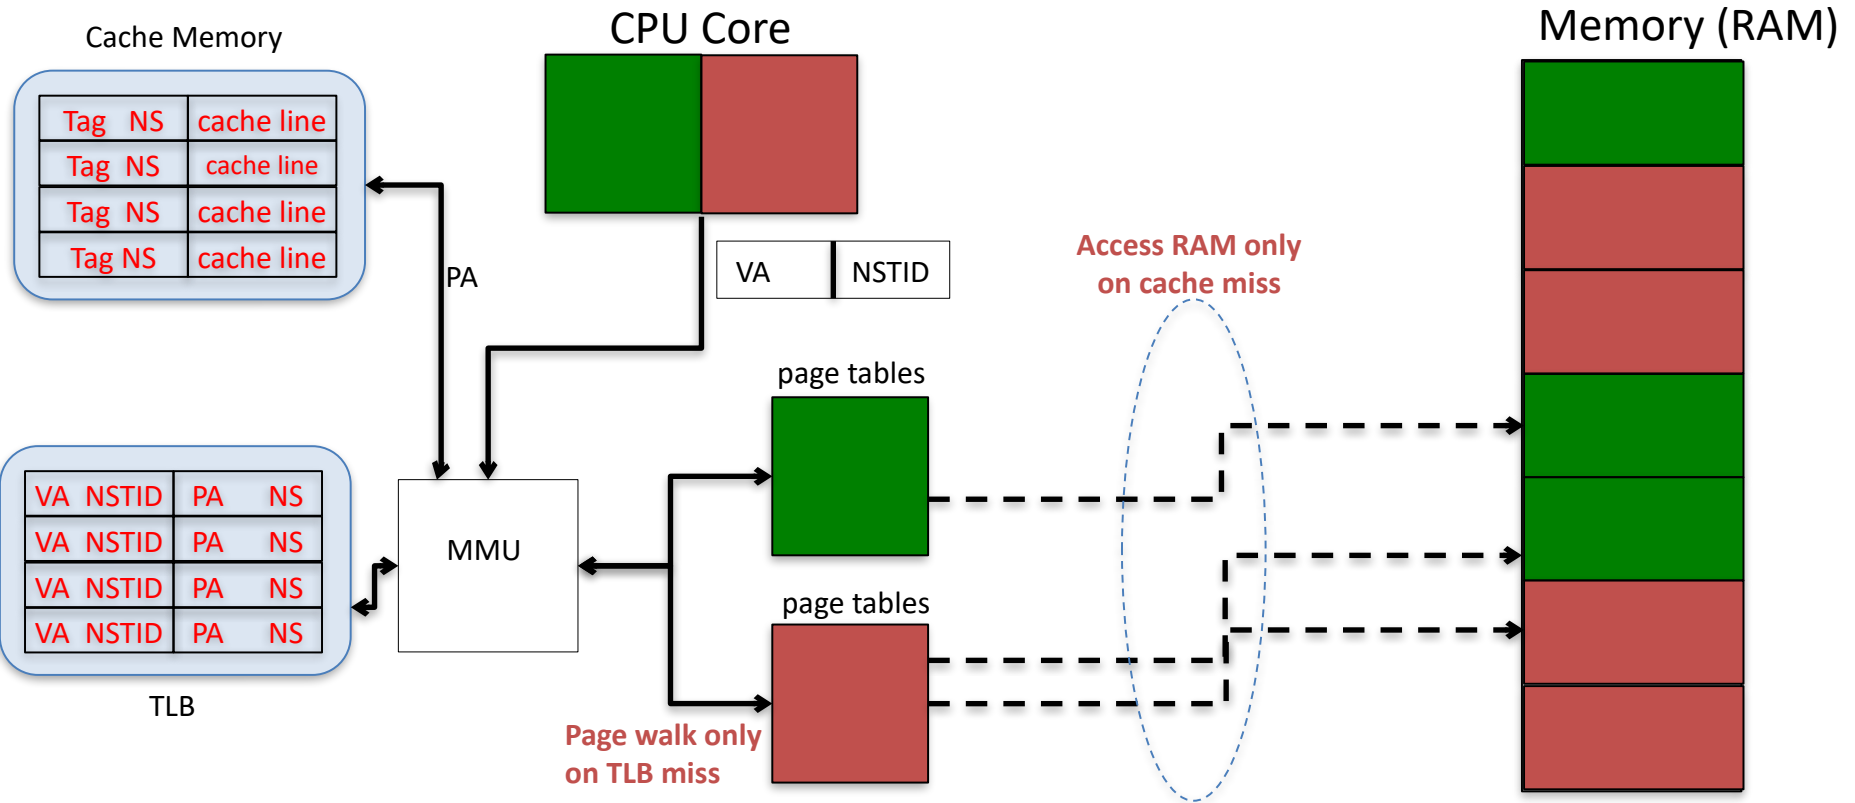 Cache Memory
CPU Core
Memory (RAM)
Tag NS cache line
Tag NS cache line
Tag NS cache line
Tag NS cache line
PA
VA NSTID
Access RAM only
on cache miss
page tables
VA NSTID PA NS
VA NSTID PA NS
VA NSTID PA NS
VA NSTID PA NS
MMU
page tables
TLB
Page walk only
on TLB miss